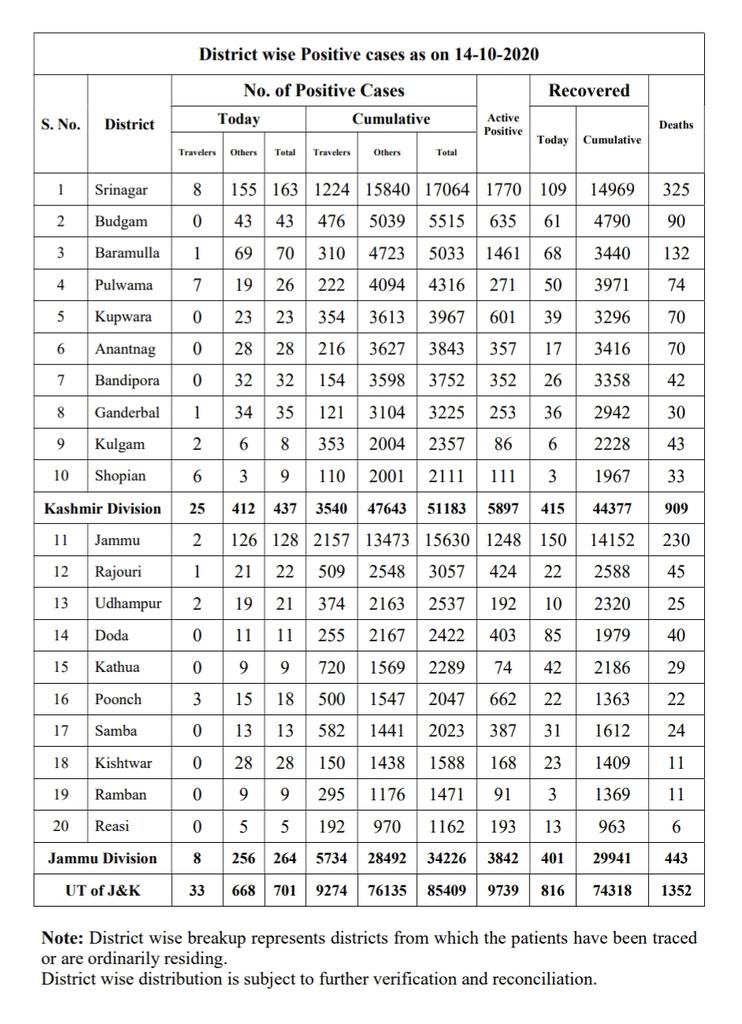 District wise Positive cases as on 14-10-2020
No. of Positive Cases Recovered
S. No. District Today Cumulative Active Positive Today Cumulative Deaths
Travelers Others Total Travelers Others Total
1 Srinagar 8 155 163 1224 15840 17064 1770 109 14969 325
2 Budgam 0 43 43 476 5039 5515 635 61 4790 90
3 Baramulla 1 69 70 310 4723 5033 1461 68 3440 132
4 Pulwama 7 19 26 222 4094 4316 271 50 3971 74
5 Kupwara 0 23 23 354 3613 3967 601 39 3296 70
6 Anantnag 0 28 28 216 3627 3843 357 17 3416 70
7 Bandipora 0 32 32 154 3598 3752 352 26 3358 42
8 Ganderbal 1 34 35 121 3104 3225 253 36 2942 30
9 Kulgam 2 6 8 353 2004 2357 86 6 2228 43
10 Shopian 6 3 9 110 2001 2111 111 3 1967 33
Kashmir Division 25 412 437 3540 47643 51183 5897 415 44377 909
11 Jammu 2 126 128 2157 13473 15630 1248 150 14152 230
12 Rajouri 1 21 22 509 2548 3057 424 22 2588 45
13 Udhampur 2 19 21 374 2163 2537 192 10 2320 25
14 Doda 0 11 11 255 2167 2422 403 85 1979 40
15 Kathua 0 9 9 720 1569 2289 74 42 2186 29
16 Poonch 3 15 18 500 1547 2047 662 22 1363 22
17 Samba 0 13 13 582 1441 2023 387 31 1612 24
18 Kishtwar 0 28 28 150 1438 1588 168 23 1409 11
19 Ramban 0 9 9 295 1176 1471 91 3 1369 11
20 Reasi 0 5 5 192 970 1162 193 13 963 6
Jammu Division 8 256 264 5734 28492 34226 3842 401 29941 443
UT of J&K 33 668 701 9274 76135 85409 9739 816 74318 1352
Note: District wise breakup represents districts from which the patients have been traced
or are ordinarily residing.
District wise distribution is subject to further verification and reconciliation.